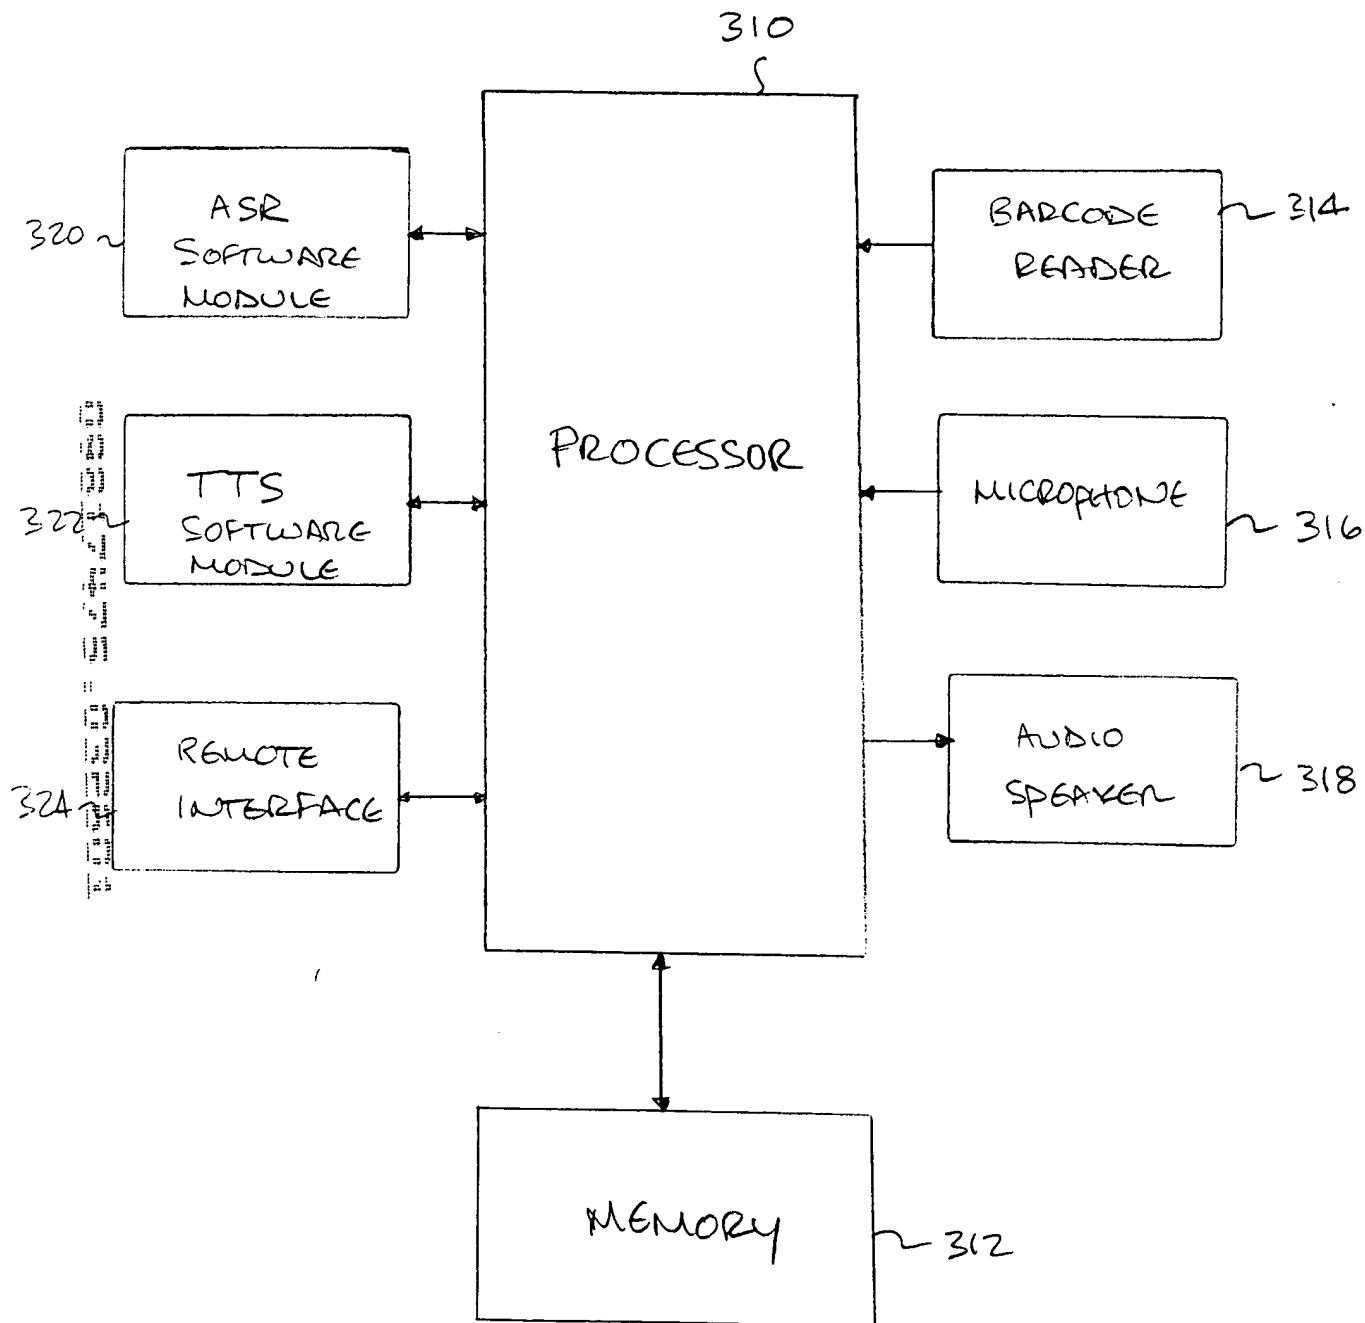 310
ASR
SOFTWARE
MODULE
320
BARCODE
READER
314
PROCESSOR
TTS
SOFTWARE
MODULE
322
MICROPHONE
316
REMOTE
INTERFACE
324
AUDIO
SPEAKER
318
MEMORY
312